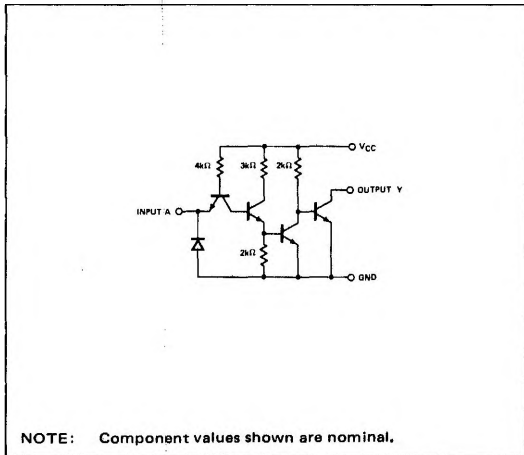 VCC
4kΩ 3kΩ 2kΩ
OUTPUT Y
INPUT A
2kΩ
GND
NOTE: Component values shown are nominal.